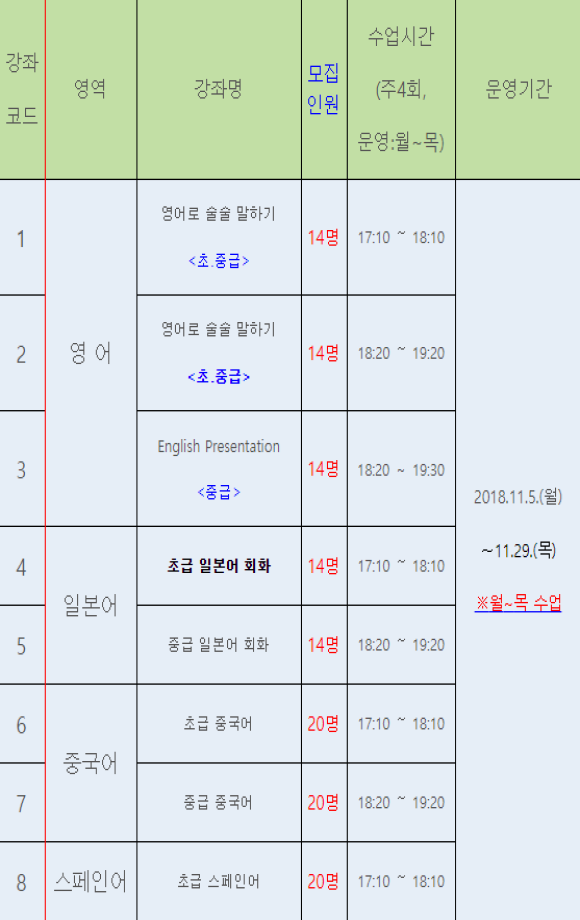 강좌
코드
영역
강좌명
모집
인원
수업시간
(주4회,
운영:월~목)
운영기간
1
영 어
영어로 술술 말하기
<초.중급>
14명
17:10 ~ 18:10
2018.11.5.(월)
~11.29.(목)
※월~목 수업
2
영어로 술술 말하기
<초.중급>
14명
18:20 ~ 19:20
3
English Presentation
<중급>
14명
18:20 ~ 19:30
4
일본어
초급 일본어 회화
14명
17:10 ~ 18:10
5
중급 일본어 회화
14명
18:20 ~ 19:20
6
중국어
초급 중국어
20명
17:10 ~ 18:10
7
중급 중국어
20명
18:20 ~ 19:20
8
스페인어
초급 스페인어
20명
17:10 ~ 18:10